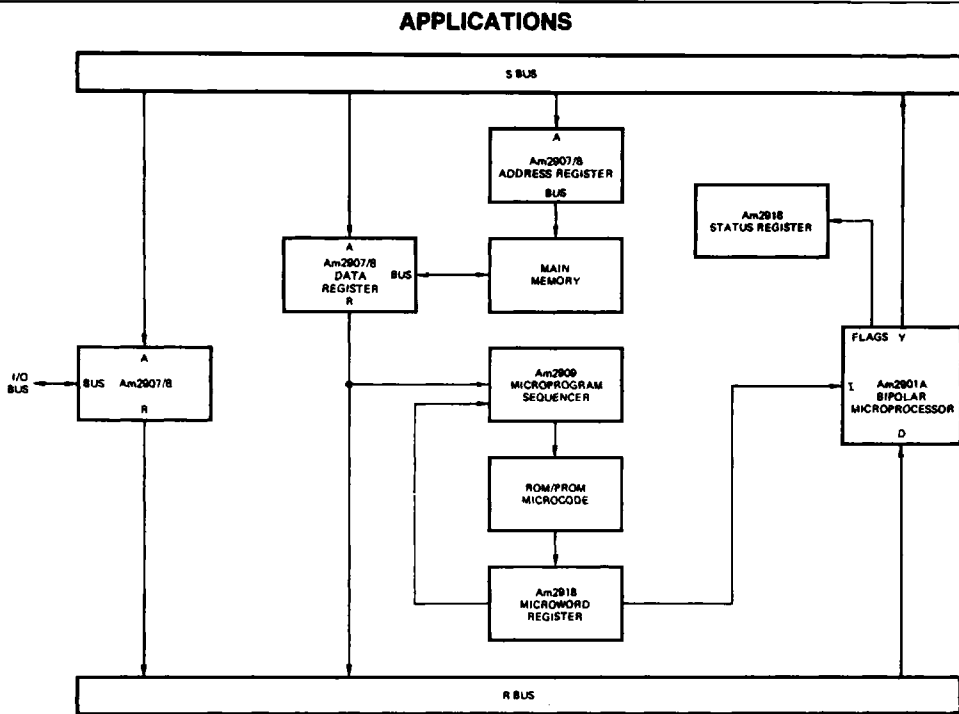 APPLICATIONS
S BUS
A
Am2907/8
ADDRESS REGISTER
BUS
Am2918
STATUS REGISTER
A
Am2907/8
DATA
REGISTER
R
BUS
MAIN
MEMORY
I/O
BUS
A
BUS
Am2907/8
R
Am2909
MICROPROGRAM
SEQUENCER
FLAGS
Y
I
Am2901A
BIPOLAR
MICROPROCESSOR
D
ROM/PROM
MICROCODE
Am2918
MICROWORD
REGISTER
R BUS